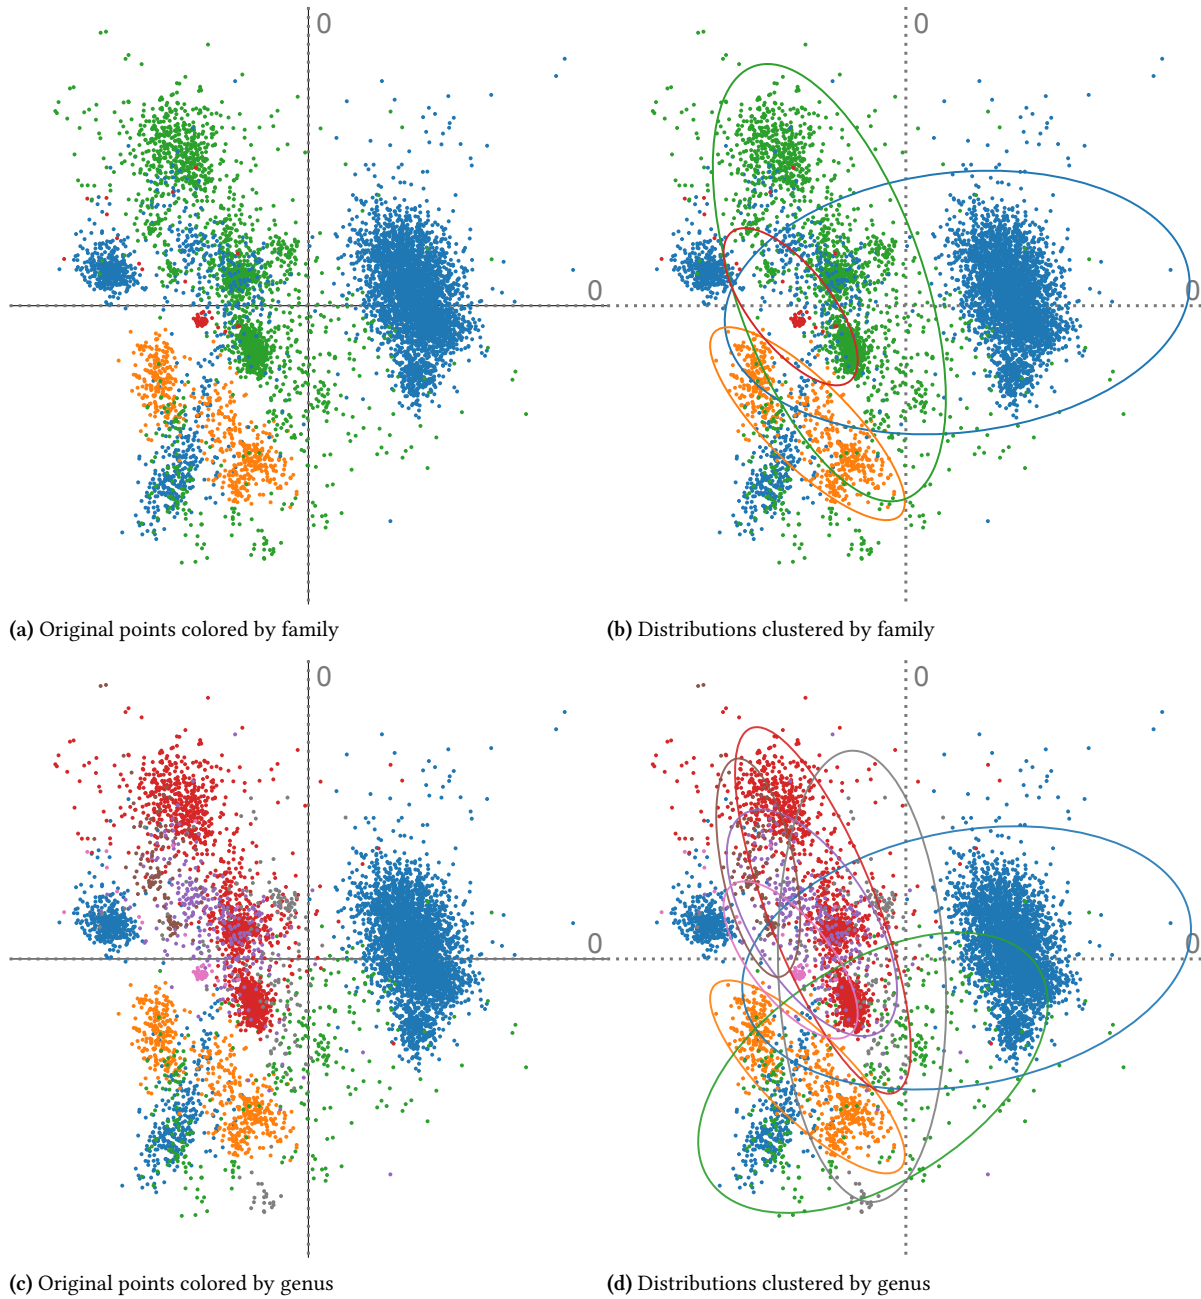 0
0
0
0
(a) Original points colored by family
(b) Distributions clustered by family
0
0
0
0
(c) Original points colored by genus
(d) Distributions clustered by genus